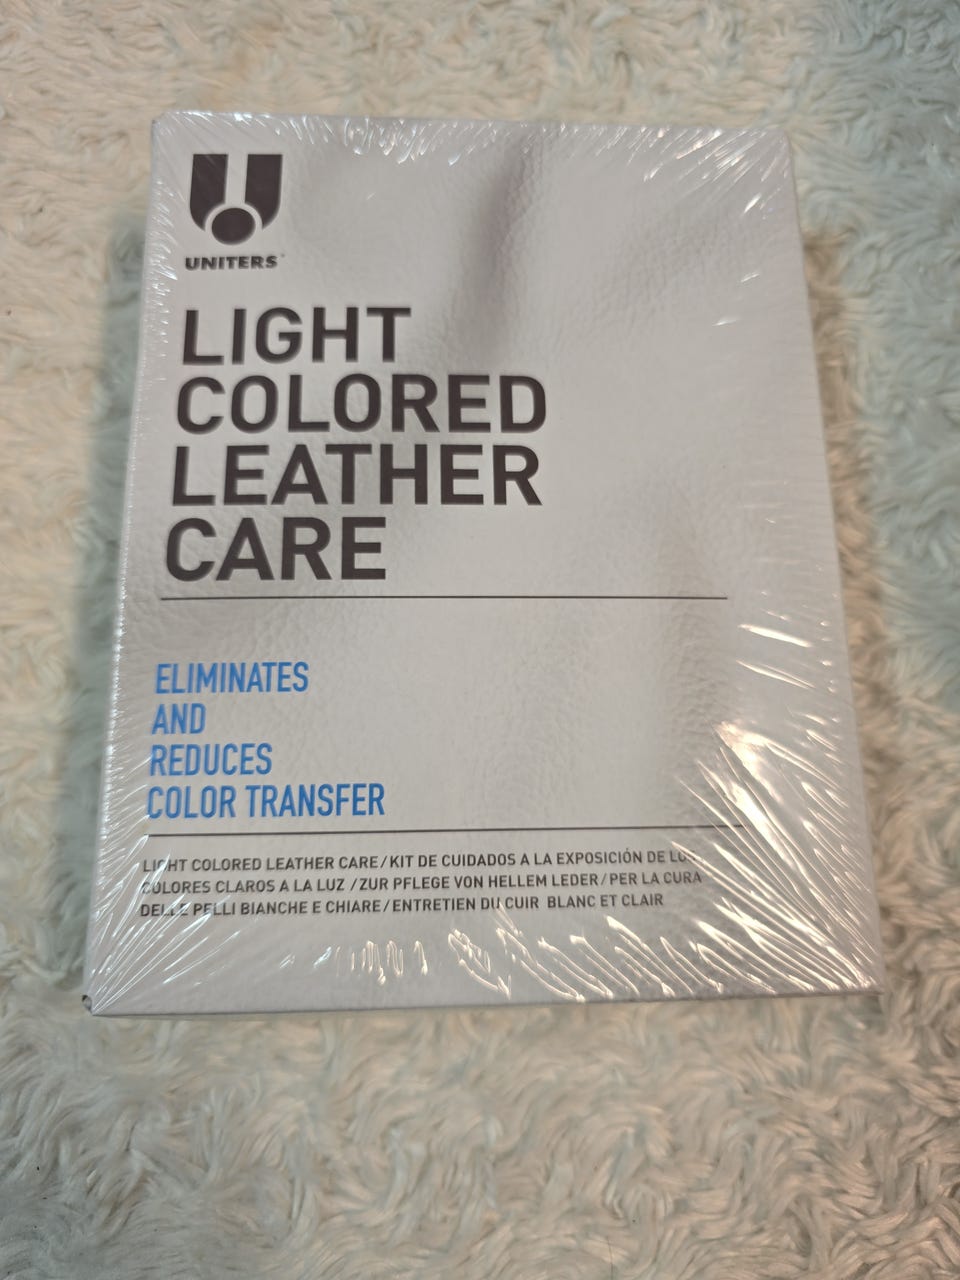 UNITERS
LIGHT
COLORED
LEATHER
CARE
ELIMINATES
AND
REDUCES
COLOR TRANSFER
LIGHT COLORED LEATHER CARE/KIT DE CUIDADOS A LA EXPOSICIÓN DE LOS
COLORES CLAROS A LA LUZ /ZUR PFLEGE VON HELLEM LEDER/PER LA CURA
DELLE PELLI BIANCHE E CHIARE/ENTRETIEN DU CUIR BLANC ET CLAIR